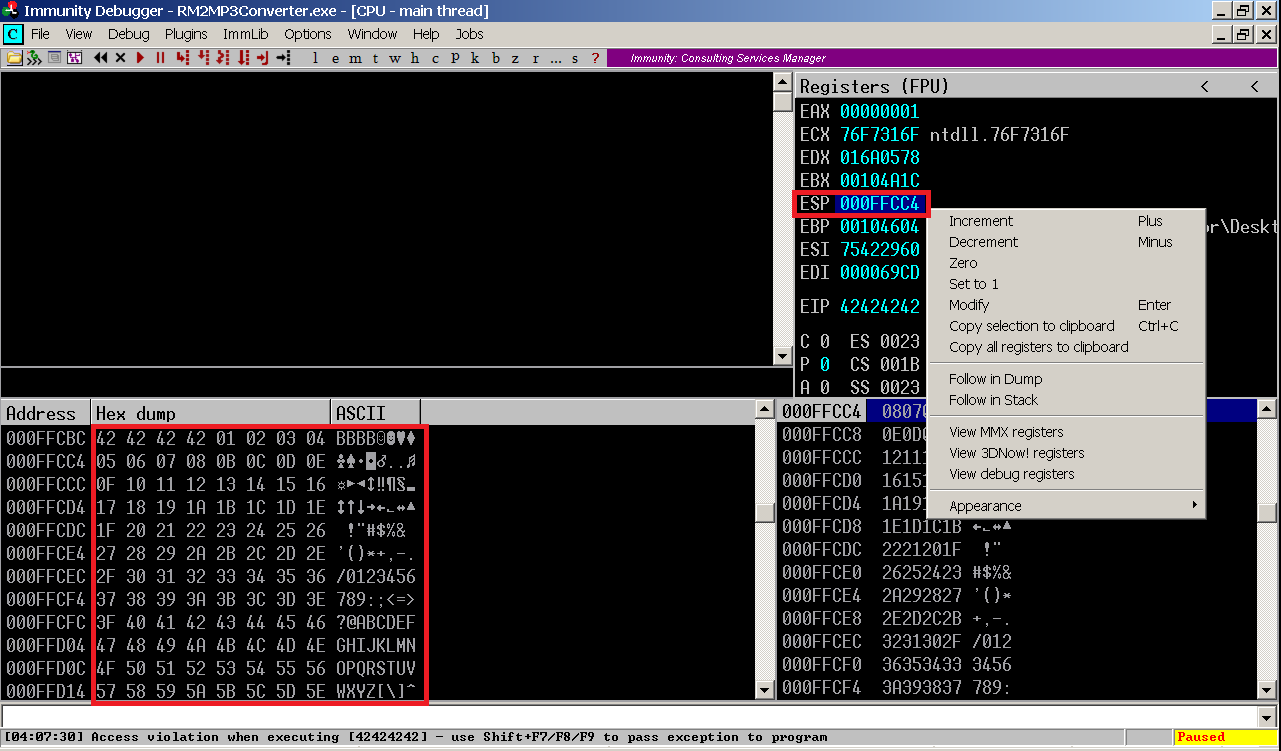 Immunity Debugger - RM2MP3Converter.exe - [CPU - main thread]
C File View Debug Plugins ImmLib Options Window Help Jobs
l e m t w h c P k b z r ... s ? Immunity: Consulting Services Manager
Registers (FPU) < <
EAX 00000001
ECX 76F7316F ntdll.76F7316F
EDX 016A0578
EBX 00104A1C
ESP 000FFCC4
EBP 00104604 or\Deskt
ESI 75422960
EDI 000069CD
EIP 42424242
C 0 ES 0023
P 0 CS 001B
A 0 SS 0023
Increment Plus
Decrement Minus
Zero
Set to 1
Modify Enter
Copy selection to clipboard Ctrl+C
Copy all registers to clipboard
Follow in Dump
Follow in Stack
View MMX registers
View 3DNow! registers
View debug registers
Appearance
Address Hex dump ASCII
000FFCBC 42 42 42 42 01 02 03 04 BBBB☺☻♥♦
000FFCC4 05 06 07 08 0B 0C 0D 0E ♣♠•◘♂..♫
000FFCCC 0F 10 11 12 13 14 15 16 ☼►◄↕‼¶§▬
000FFCD4 17 18 19 1A 1B 1C 1D 1E ↨↑↓→←∟↔▲
000FFCDC 1F 20 21 22 23 24 25 26 !"#$%&
000FFCE4 27 28 29 2A 2B 2C 2D 2E '()*+,-.
000FFCEC 2F 30 31 32 33 34 35 36 /0123456
000FFCF4 37 38 39 3A 3B 3C 3D 3E 789:;<=>
000FFCFC 3F 40 41 42 43 44 45 46 ?@ABCDEF
000FFD04 47 48 49 4A 4B 4C 4D 4E GHIJKLMN
000FFD0C 4F 50 51 52 53 54 55 56 OPQRSTUV
000FFD14 57 58 59 5A 5B 5C 5D 5E WXYZ[\]^
000FFCC4 0807
000FFCC8 0E0D
000FFCCC 1211
000FFCD0 1615
000FFCD4 1A19
000FFCD8 1E1D1C1B ←∟↔▲
000FFCDC 2221201F !"
000FFCE0 26252423 #$%&
000FFCE4 2A292827 '()*
000FFCE8 2E2D2C2B +,-.
000FFCEC 3231302F /012
000FFCF0 36353433 3456
000FFCF4 3A393837 789:
[04:07:30] Access violation when executing [42424242] - use Shift+F7/F8/F9 to pass exception to program
Paused